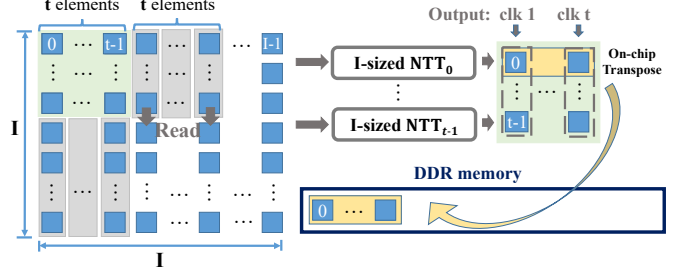 t elements
t elements
Output: clk 1 clk t
0 ... t-1 ... ... I-1
I-sized NTT0
0
On-chip
Transpose
I
Read
I-sized NTTt-1
t-1
DDR memory
0 ...
I